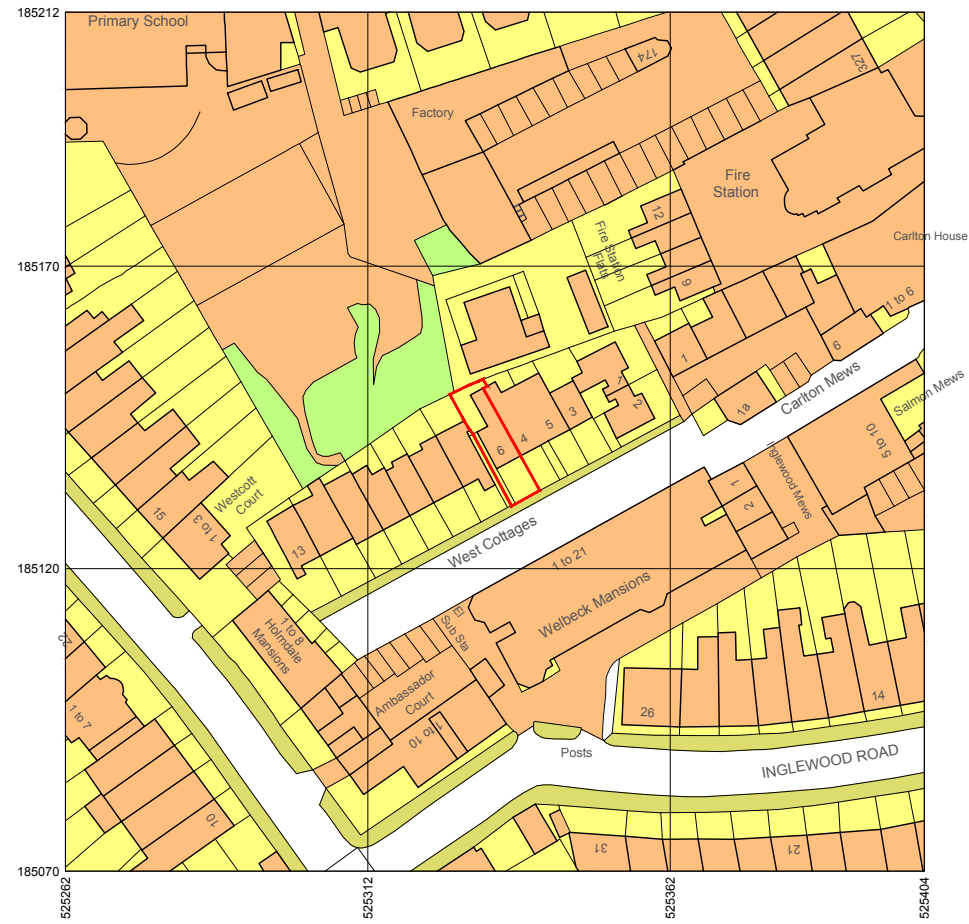 185212
Primary School
174
327
Factory
Fire
Station
12
Fire Station
Flats
Carlton House
185170
9
1 to 6
1
6
1
2
3
5
4
6
1a
Carlton Mews
Salmon Mews
5 to 10
Inglewood Mews
1
2
Westcott
Court
15
1 to 3
13
West Cottages
1 to 21
Welbeck Mansions
185120
El
Sub Sta
1 to 8
Holmdale
Mansions
22
Ambassador
Court
1 to 10
1 to 7
26
14
Posts
INGLEWOOD ROAD
10
31
21
185070
525262
525312
525362
525404